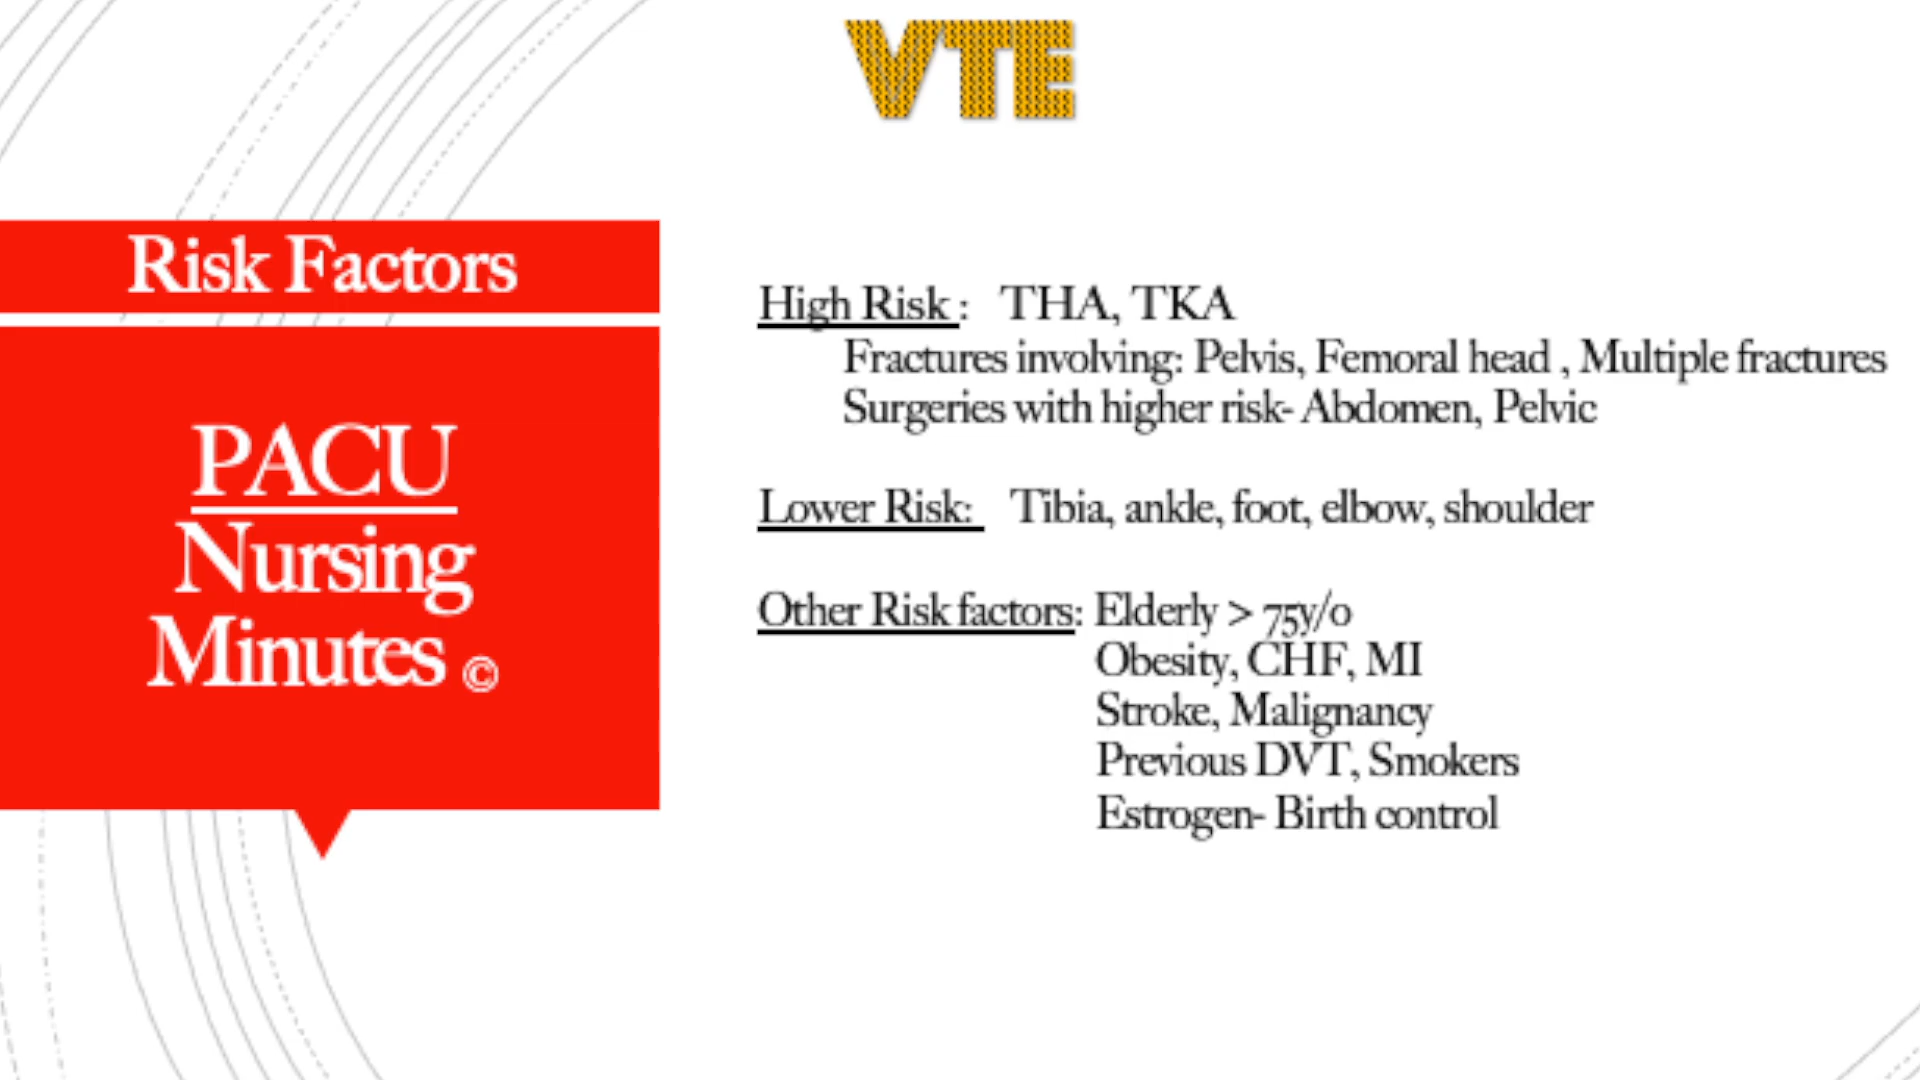 VTE
Risk Factors
PACU
Nursing
Minutes ©
High Risk : THA, TKA
Fractures involving: Pelvis, Femoral head , Multiple fractures
Surgeries with higher risk- Abdomen, Pelvic
Lower Risk: Tibia, ankle, foot, elbow, shoulder
Other Risk factors: Elderly > 75y/o
Obesity, CHF, MI
Stroke, Malignancy
Previous DVT, Smokers
Estrogen- Birth control